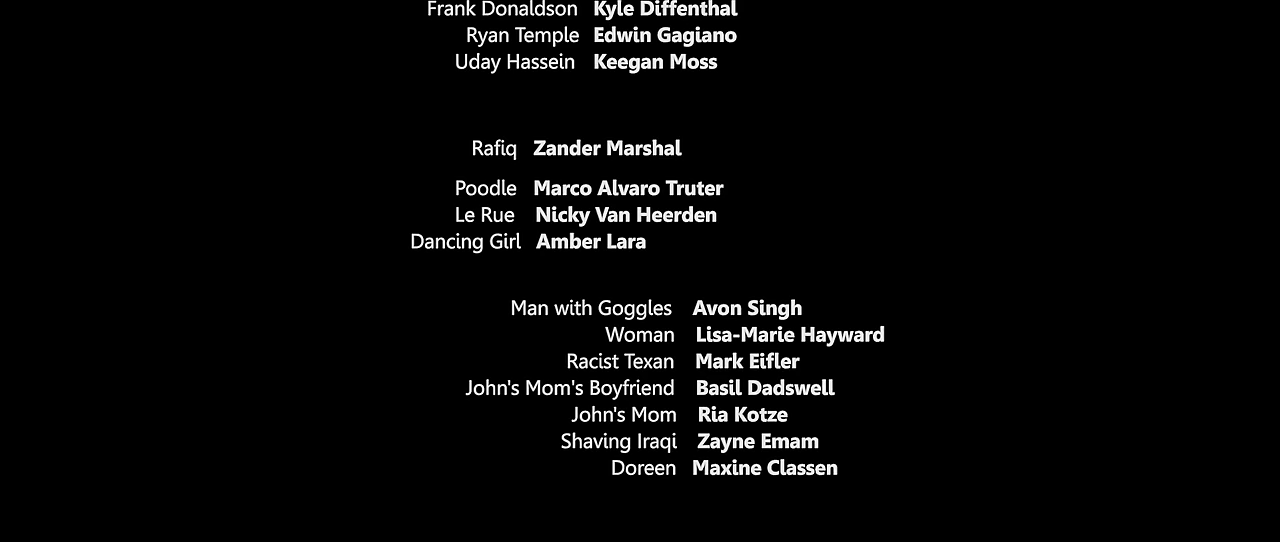 Frank Donaldson Kyle Diffenthal
Ryan Temple Edwin Gagiano
Uday Hassein Keegan Moss
Rafiq Zander Marshal
Poodle Marco Alvaro Truter
Le Rue Nicky Van Heerden
Dancing Girl Amber Lara
Man with Goggles Avon Singh
Woman Lisa-Marie Hayward
Racist Texan Mark Eifler
John's Mom's Boyfriend Basil Dadswell
John's Mom Ria Kotze
Shaving Iraqi Zayne Emam
Doreen Maxine Classen